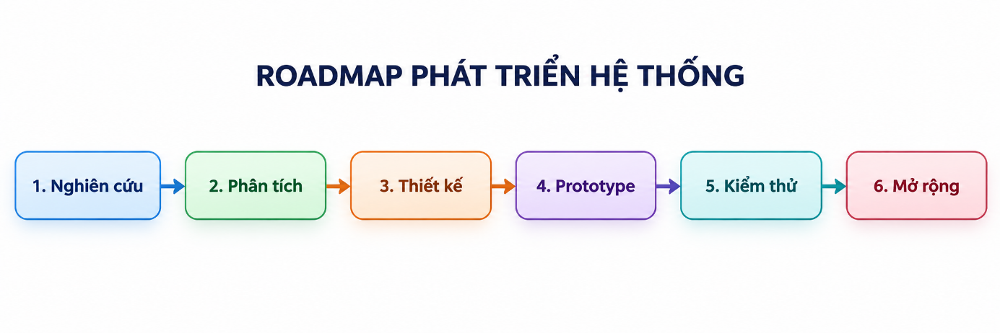 ROADMAP PHÁT TRIỂN HỆ THỐNG
1. Nghiên cứu
2. Phân tích
3. Thiết kế
4. Prototype
5. Kiểm thử
6. Mở rộng